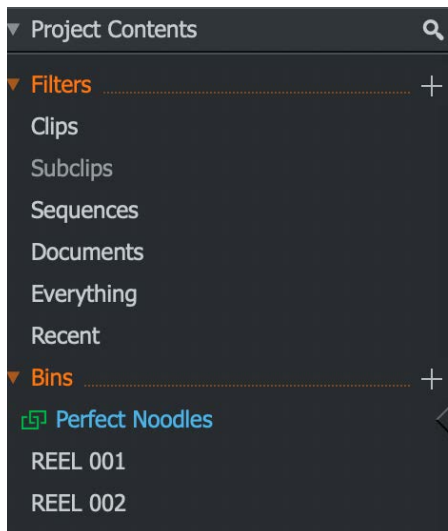 Project Contents
Filters
Clips
Subclips
Sequences
Documents
Everything
Recent
Bins
Perfect Noodles
REEL 001
REEL 002